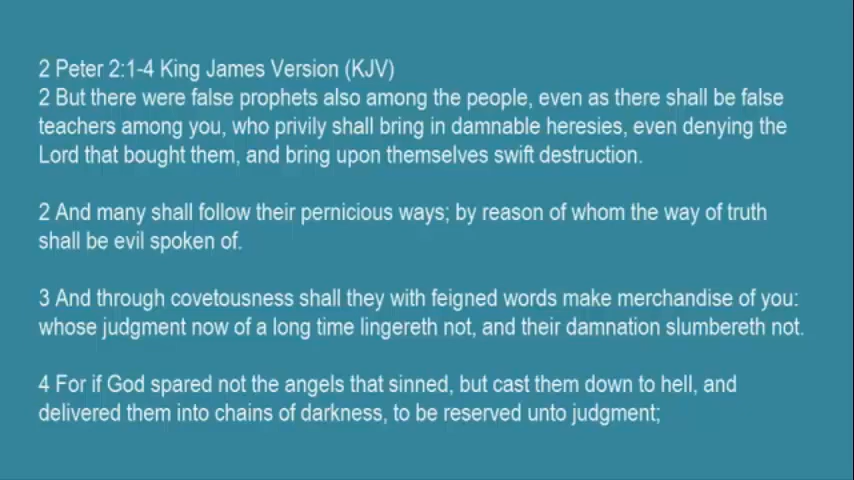 2 Peter 2:1-4 King James Version (KJV)
2 But there were false prophets also among the people, even as there shall be false
teachers among you, who privily shall bring in damnable heresies, even denying the
Lord that bought them, and bring upon themselves swift destruction.
2 And many shall follow their pernicious ways; by reason of whom the way of truth
shall be evil spoken of.
3 And through covetousness shall they with feigned words make merchandise of you:
whose judgment now of a long time lingereth not, and their damnation slumbereth not.
4 For if God spared not the angels that sinned, but cast them down to hell, and
delivered them into chains of darkness, to be reserved unto judgment;